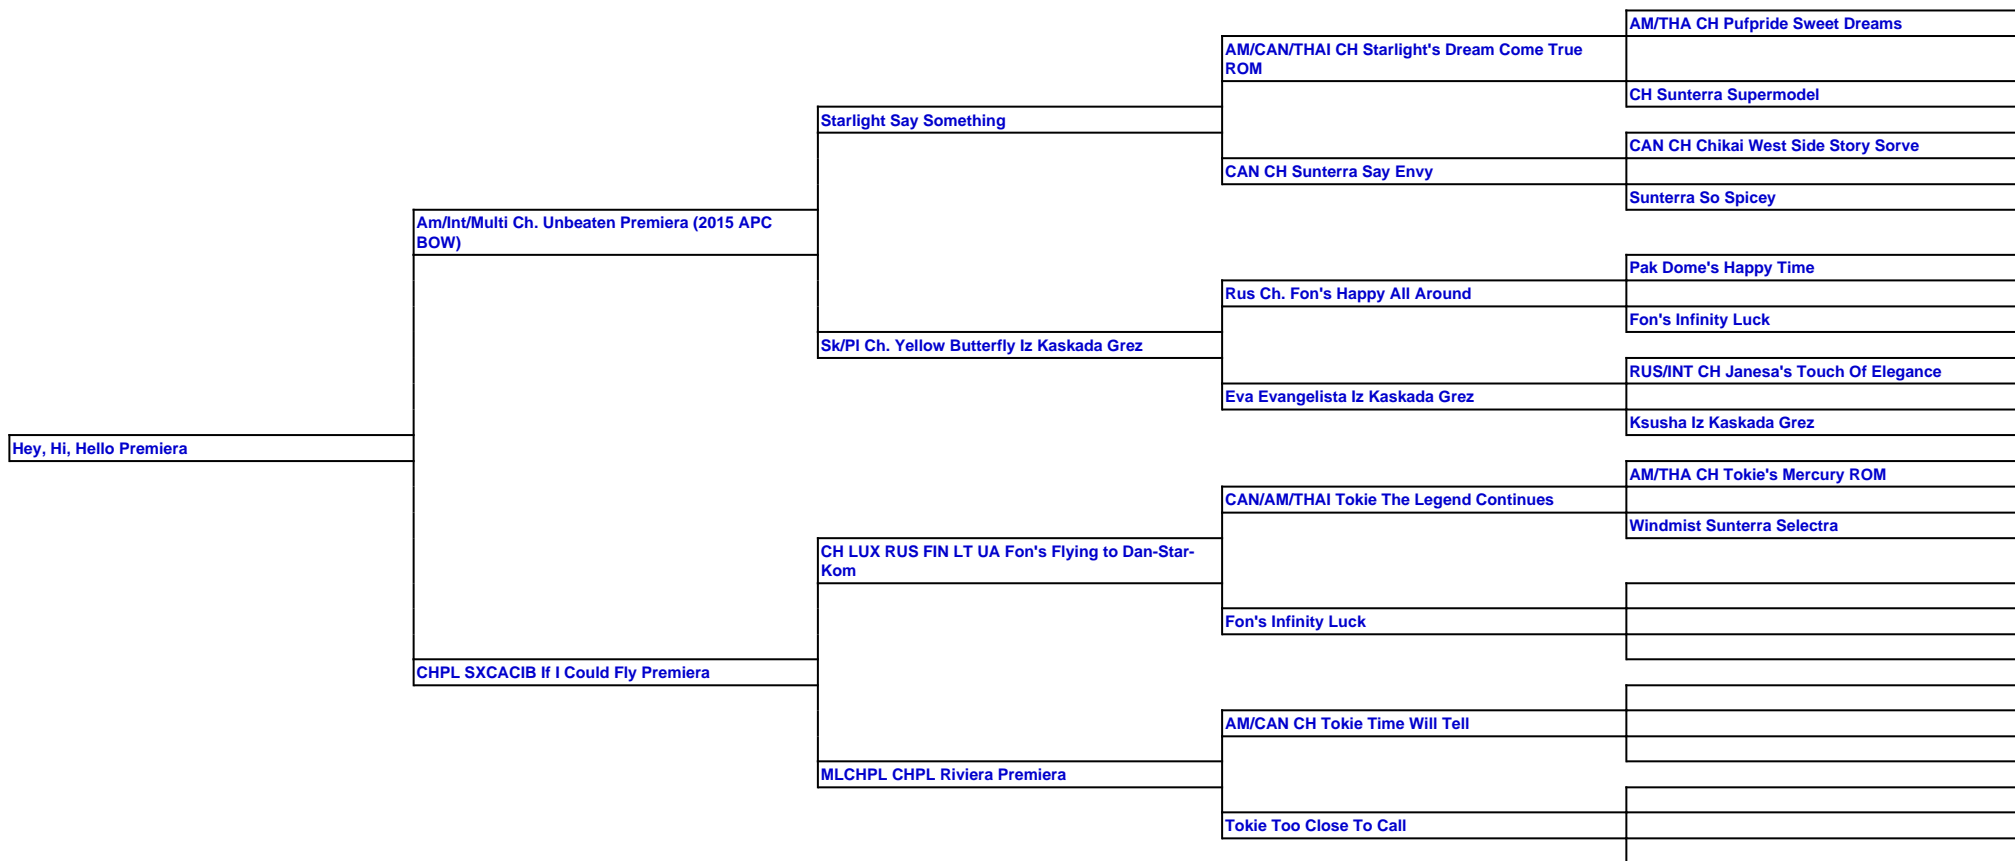 AM/THA CH Pufpride Sweet Dreams
AM/CAN/THAI CH Starlight's Dream Come True
ROM
CH Sunterra Supermodel
Starlight Say Something
CAN CH Chikai West Side Story Sorve
CAN CH Sunterra Say Envy
Sunterra So Spicey
Am/Int/Multi Ch. Unbeaten Premiera (2015 APC
BOW)
Pak Dome's Happy Time
Rus Ch. Fon's Happy All Around
Fon's Infinity Luck
Sk/Pl Ch. Yellow Butterfly Iz Kaskada Grez
RUS/INT CH Janesa's Touch Of Elegance
Eva Evangelista Iz Kaskada Grez
Ksusha Iz Kaskada Grez
Hey, Hi, Hello Premiera
AM/THA CH Tokie's Mercury ROM
CAN/AM/THAI Tokie The Legend Continues
Windmist Sunterra Selectra
CH LUX RUS FIN LT UA Fon's Flying to Dan-Star-
Kom
Fon's Infinity Luck
CHPL SXCACIB If I Could Fly Premiera
AM/CAN CH Tokie Time Will Tell
MLCHPL CHPL Riviera Premiera
Tokie Too Close To Call